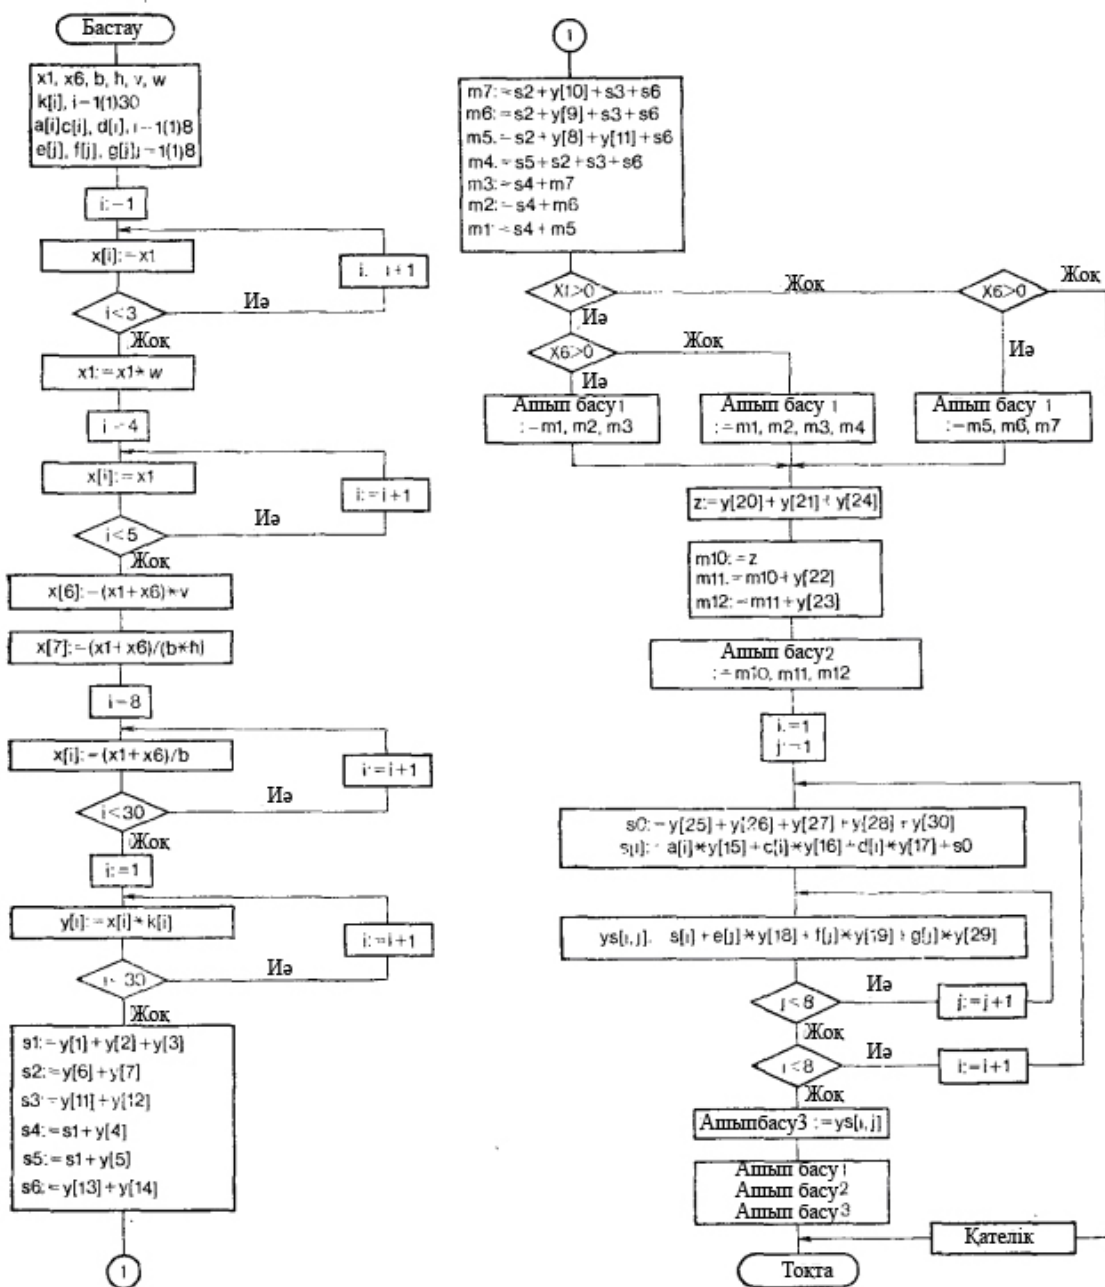 Бастау
x1, x6, b, h, v, w
k[i], i-1(1)30
a[i]c[i], d[i], i-1(1)8
e[j], f[j], g[j]j-1(1)8
i:-1
x[i]:-x1
i+1
i<3
Иә
Жоқ
x1:=x1*w
i-4
x[i]:=x1
i:=i+1
i<5
Иә
Жоқ
x[6]:-(x1+x6)*v
x[7]:-(x1+x6)/(b*h)
i-8
x[i]:-(x1+x6)/b
i:=i+1
i<30
Иә
Жоқ
i:=1
y[i]:=x[i]*k[i]
i:=i+1
i<30
Иә
Жоқ
s1:-y[1]+y[2]+y[3]
s2:=y[6]+y[7]
s3:=y[11]+y[12]
s4:=s1+y[4]
s5:=s1+y[5]
s6:=y[13]+y[14]
1
1
m7:=s2+y[10]+s3+s6
m6:=s2+y[9]+s3+s6
m5.=s2+y[8]+y[11]+s6
m4.=s5+s2+s3+s6
m3:=s4+m7
m2:-s4+m6
m1:=s4+m5
X1>0
Жоқ
X6>0
Жоқ
Иә
X6>0
Жоқ
Иә
Иә
Ашып басу 1
:-m1, m2, m3
Ашып басу 1
:=m1, m2, m3, m4
Ашып басу 1
:-m5, m6, m7
z:=y[20]+y[21]+y[24]
m10:=z
m11.=m10+y[22]
m12:=m11+y[23]
Ашып басу2
:=m10, m11, m12
i.=1
j:-1
s0:-y[25]+y[26]+y[27]+y[28]+y[30]
s[i]:-a[i]*y[15]+c[i]*y[16]+d[i]*y[17]+s0
ys[i,j]. s[i]+e[j]*y[18]+f[j]*y[19]+g[j]*y[29]
j<8
Иә
j:=j+1
Жоқ
i<8
Иә
i:=i+1
Жоқ
Ашыпбасу3 :=ys[i,j]
Ашып басу1
Ашып басу2
Ашып басу3
Қателік
Тоқта